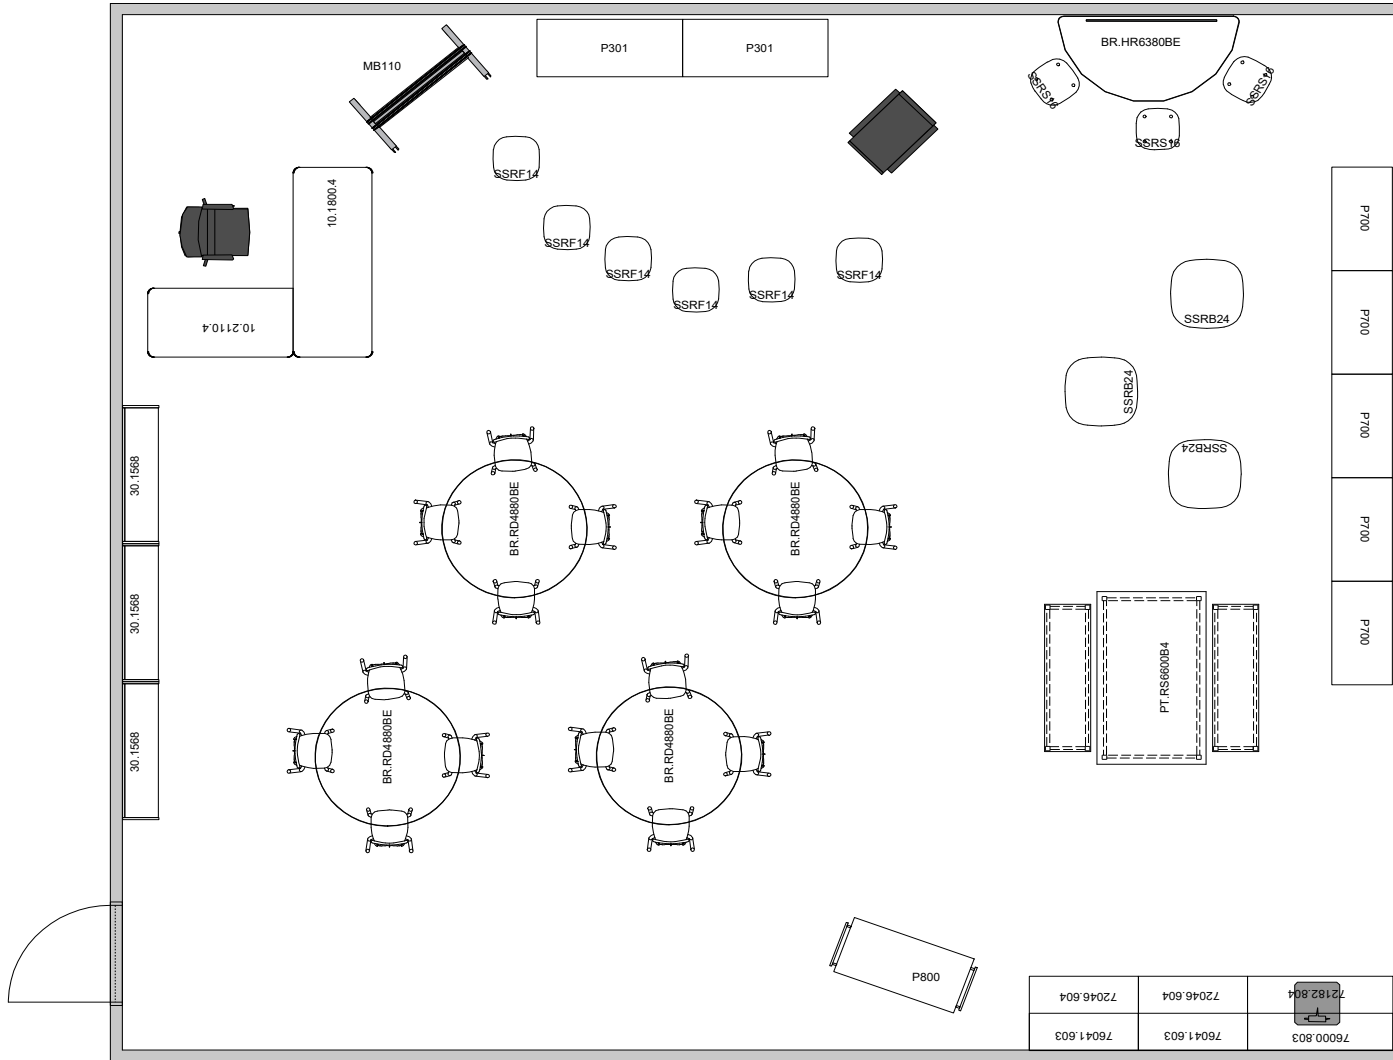 MB110
P301
P301
BR.HR6380BE
SSRS16
SSRS16
SSRS16
SSRF14
SSRF14
SSRF14
SSRF14
SSRF14
SSRF14
10.1800.4
10.2110.4
P700
P700
P700
P700
P700
SSRB24
SSRB24
SSRB24
30.1568
30.1568
30.1568
BR.RD4880BE
BR.RD4880BE
BR.RD4880BE
BR.RD4880BE
PT.RS6600B4
P800
72046.604
72046.604
72182.804
76041.603
76041.603
76000.803